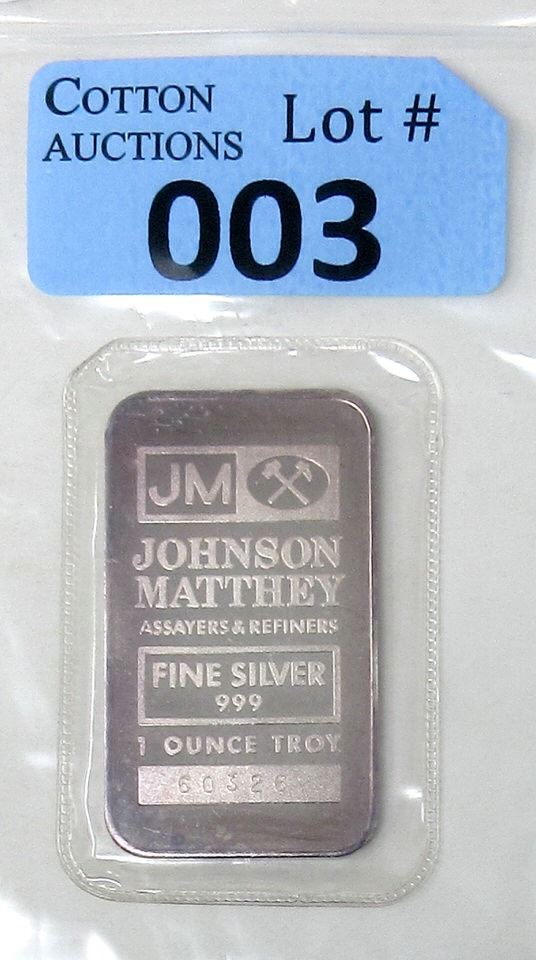 COTTON
AUCTIONS
Lot #
003
JM
JOHNSON
MATTHEY
ASSAYERS & REFINERS
FINE SILVER
999
1 OUNCE TROY
60326